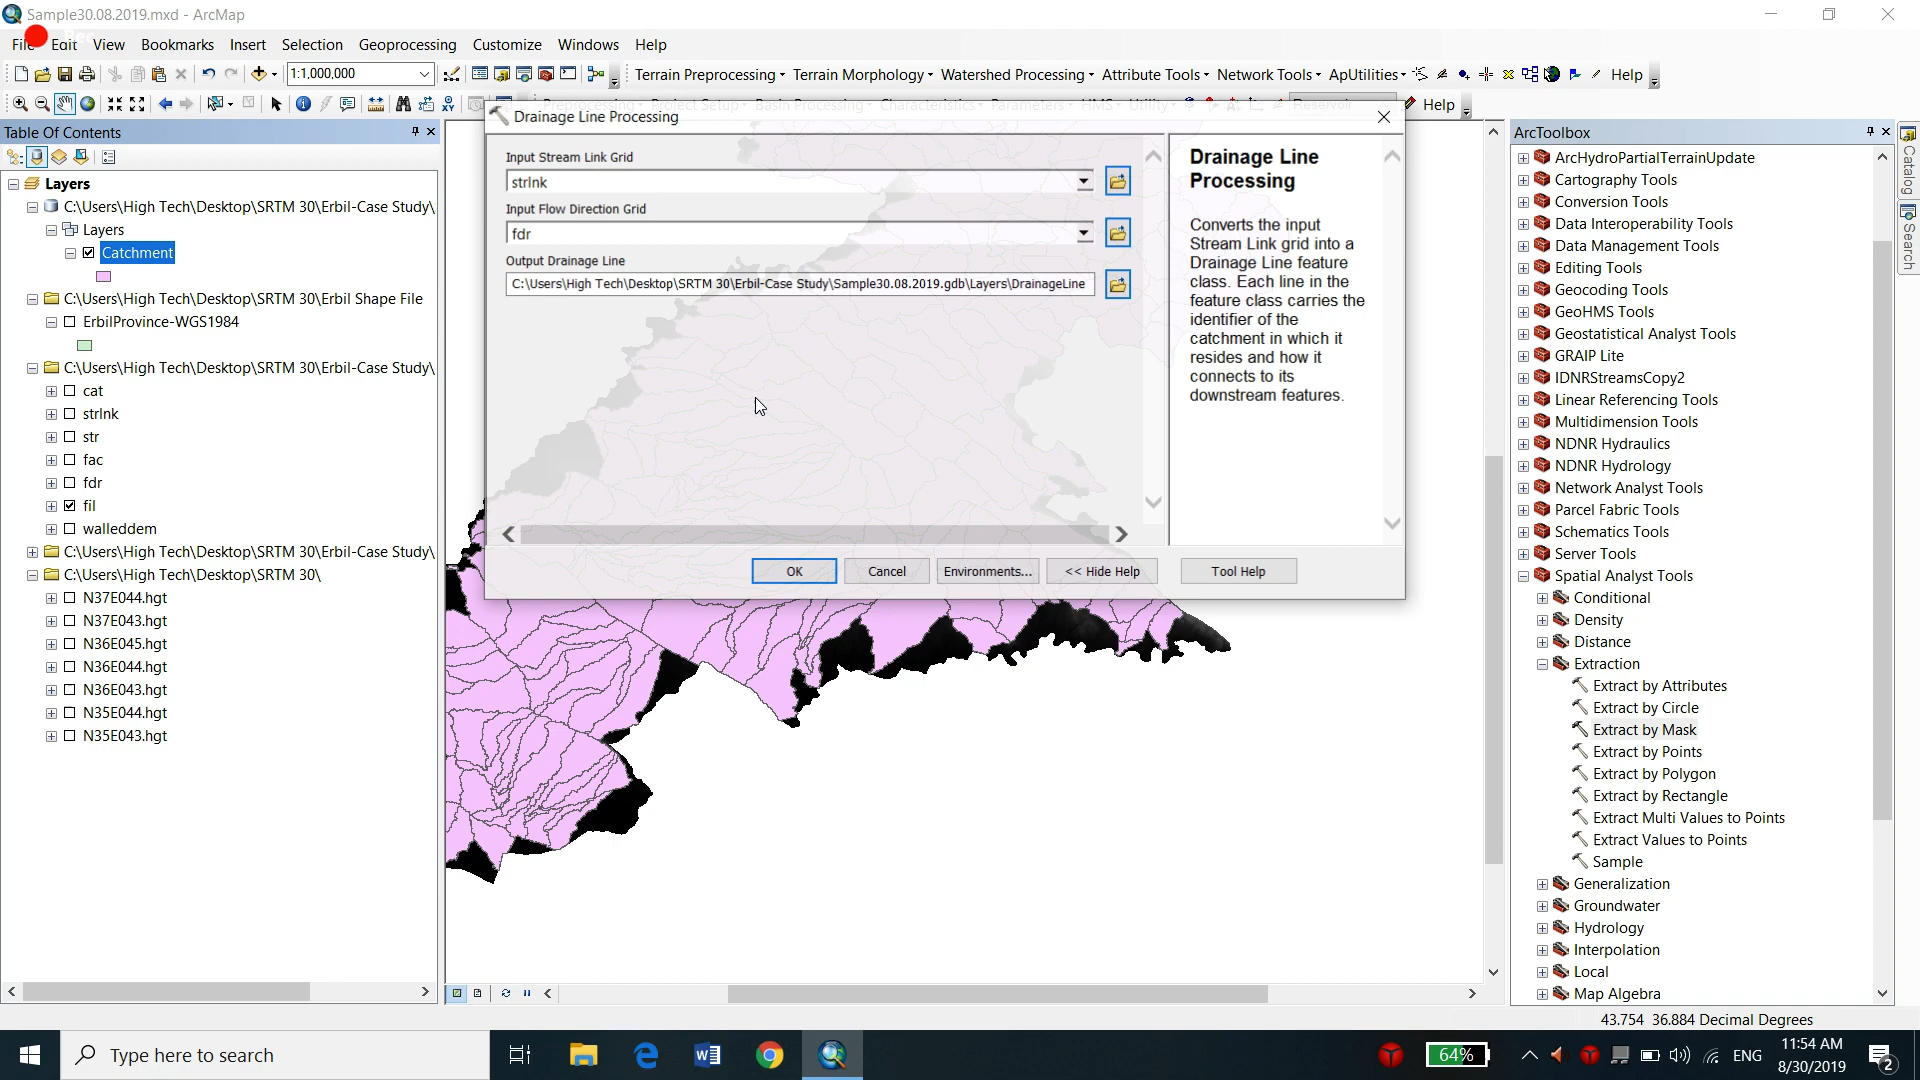 Sample30.08.2019.mxd - ArcMap
File Edit View Bookmarks Insert Selection Geoprocessing Customize Windows Help
1:1,000,000
Terrain Preprocessing Terrain Morphology Watershed Processing Attribute Tools Network Tools ApUtilities Help
Help
Table Of Contents
Layers
C:\Users\High Tech\Desktop\SRTM 30\Erbil-Case Study\
Layers
Catchment
C:\Users\High Tech\Desktop\SRTM 30\Erbil Shape File
ErbilProvince-WGS1984
C:\Users\High Tech\Desktop\SRTM 30\Erbil-Case Study\
cat
strlnk
str
fac
fdr
fil
walleddem
C:\Users\High Tech\Desktop\SRTM 30\Erbil-Case Study\
C:\Users\High Tech\Desktop\SRTM 30\
N37E044.hgt
N37E043.hgt
N36E045.hgt
N36E044.hgt
N36E043.hgt
N35E044.hgt
N35E043.hgt
Drainage Line Processing
Input Stream Link Grid
strlnk
Input Flow Direction Grid
fdr
Output Drainage Line
C:\Users\High Tech\Desktop\SRTM 30\Erbil-Case Study\Sample30.08.2019.gdb\Layers\DrainageLine
OK Cancel Environments... << Hide Help Tool Help
Drainage Line
Processing
Converts the input
Stream Link grid into a
Drainage Line feature
class. Each line in the
feature class carries the
identifier of the
catchment in which it
resides and how it
connects to its
downstream features.
ArcToolbox
ArcHydroPartialTerrainUpdate
Cartography Tools
Conversion Tools
Data Interoperability Tools
Data Management Tools
Editing Tools
Geocoding Tools
GeoHMS Tools
Geostatistical Analyst Tools
GRAIP Lite
IDNRStreamsCopy2
Linear Referencing Tools
Multidimension Tools
NDNR Hydraulics
NDNR Hydrology
Network Analyst Tools
Parcel Fabric Tools
Schematics Tools
Server Tools
Spatial Analyst Tools
Conditional
Density
Distance
Extraction
Extract by Attributes
Extract by Circle
Extract by Mask
Extract by Points
Extract by Polygon
Extract by Rectangle
Extract Multi Values to Points
Extract Values to Points
Sample
Generalization
Groundwater
Hydrology
Interpolation
Local
Map Algebra
Catalog
Search
43.754 36.884 Decimal Degrees
Type here to search
64%
ENG
11:54 AM
8/30/2019
2